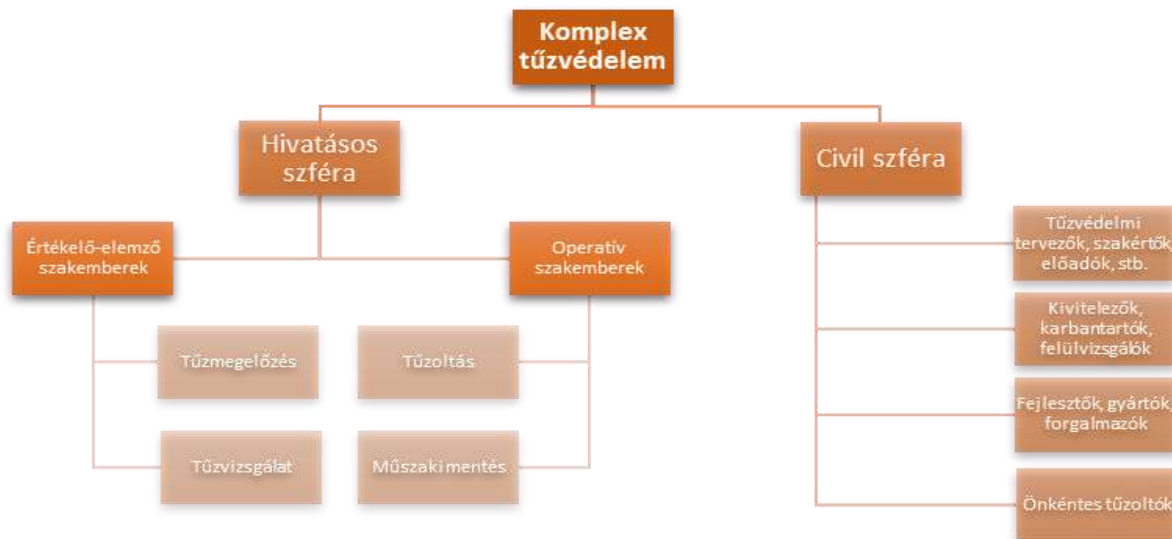 Komplex
tűzvédelem
Hivatásos
szféra
Civil szféra
Értékelő-elemző
szakemberek
Operatív
szakemberek
Tűzmegelőzés
Tűzoltás
Tűzvizsgálat
Műszaki mentés
Tűzvédelmi
tervezők, szakértők,
előadók, stb.
Kivitelezők,
karbantartók,
felülvizsgálók
Fejlesztők, gyártók,
forgalmazók
Önkéntes tűzoltók